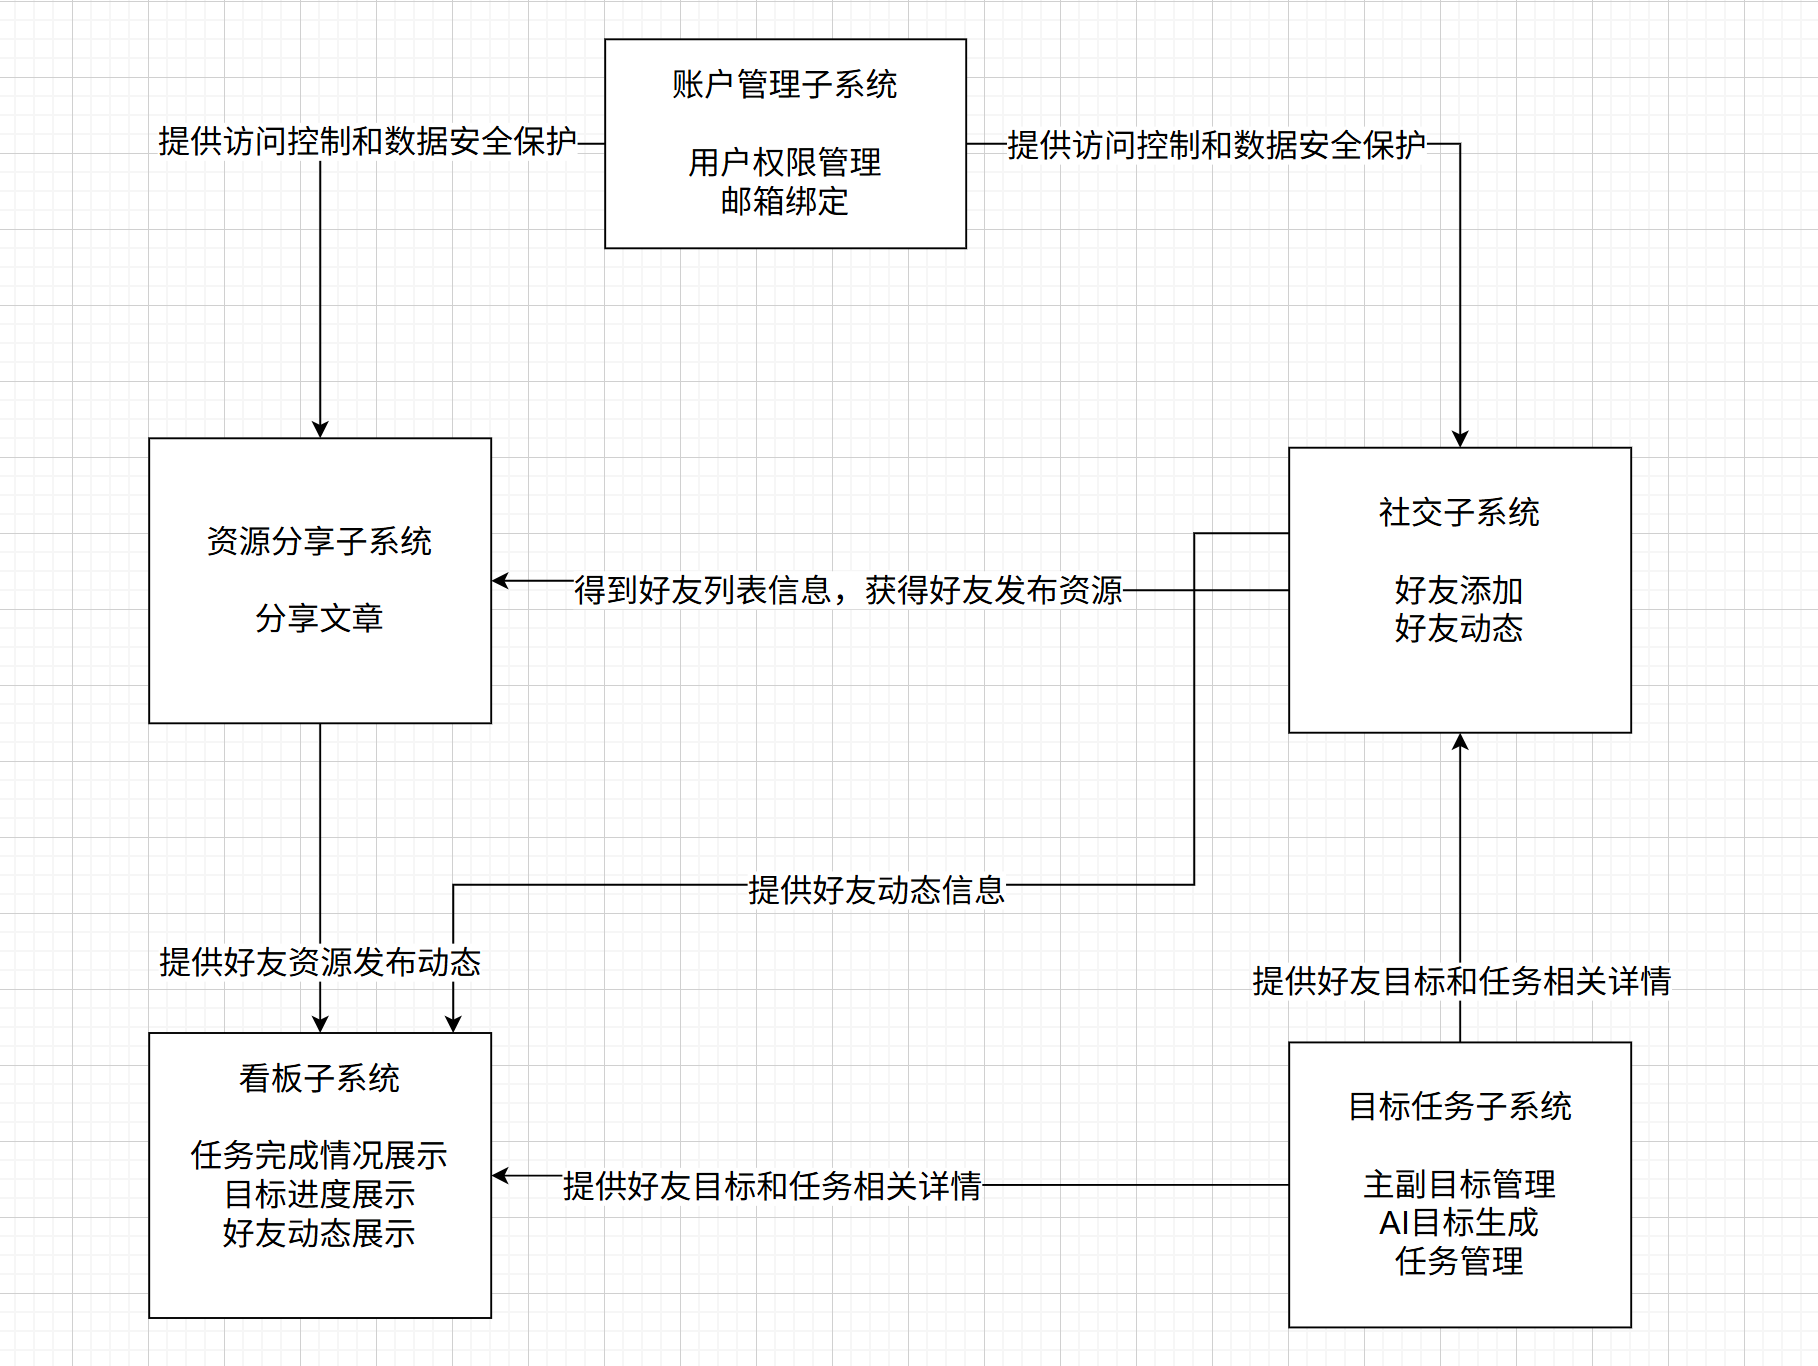 账户管理子系统
用户权限管理
邮箱绑定
提供访问控制和数据安全保护
提供访问控制和数据安全保护
资源分享子系统
分享文章
得到好友列表信息，获得好友发布资源
社交子系统
好友添加
好友动态
提供好友动态信息
提供好友资源发布动态
提供好友目标和任务相关详情
看板子系统
任务完成情况展示
目标进度展示
好友动态展示
提供好友目标和任务相关详情
目标任务子系统
主副目标管理
AI目标生成
任务管理